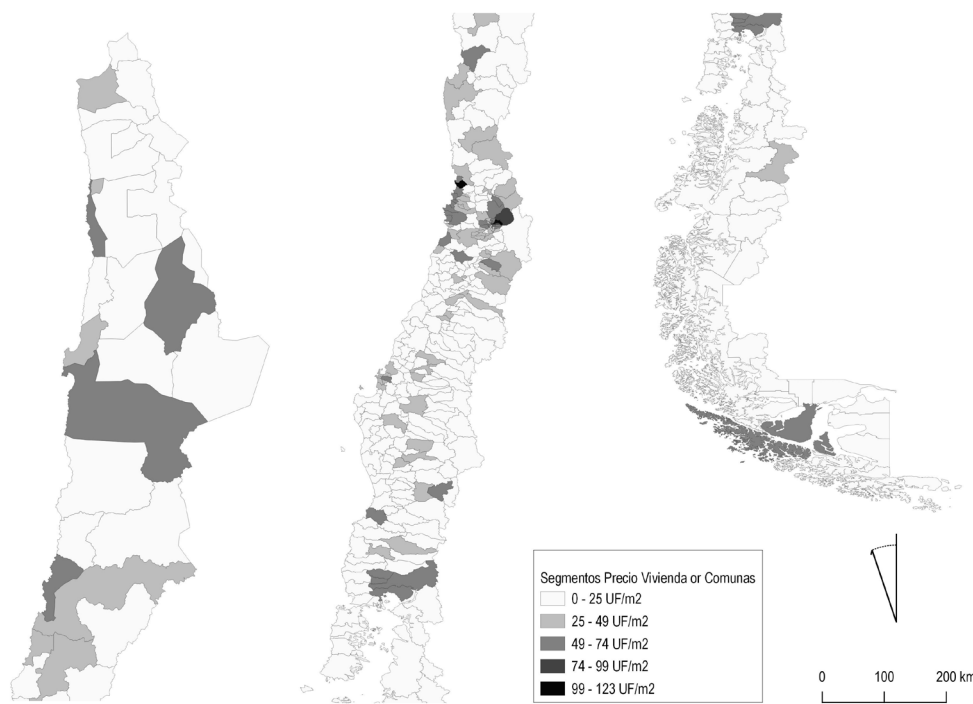 Segmentos Precio Vivienda or Comunas
0 - 25 UF/m2
25 - 49 UF/m2
49 - 74 UF/m2
74 - 99 UF/m2
99 - 123 UF/m2
0 100 200 km